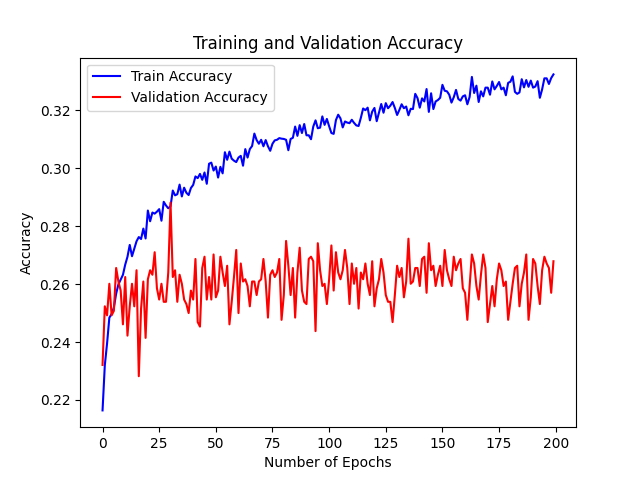 Training and Validation Accuracy
Train Accuracy
Validation Accuracy
Accuracy
0.32
0.30
0.28
0.26
0.24
0.22
0 25 50 75 100 125 150 175 200
Number of Epochs